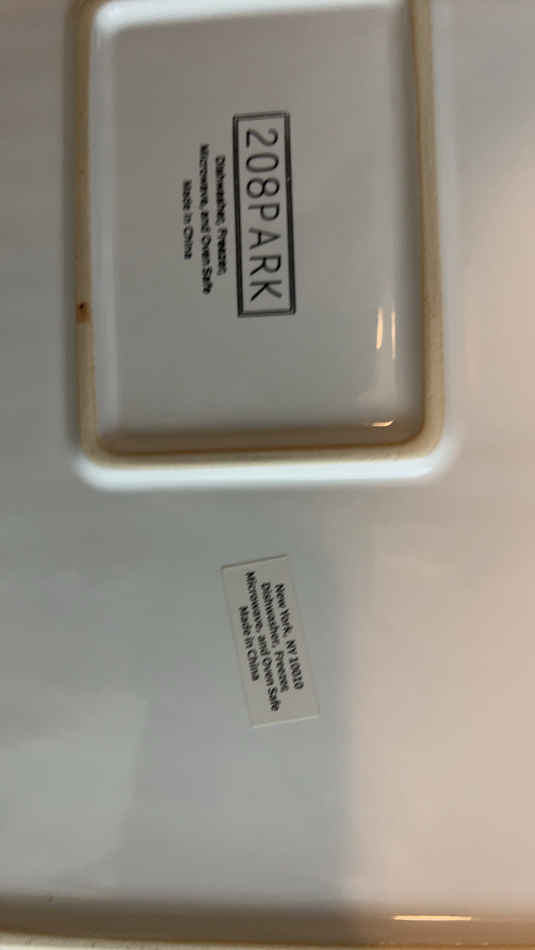 208PARK
Dishwasher, Freezer,
Microwave, and Oven Safe
Made in China
New York, NY 10010
Dishwasher, Freezer,
Microwave, and Oven Safe
Made in China